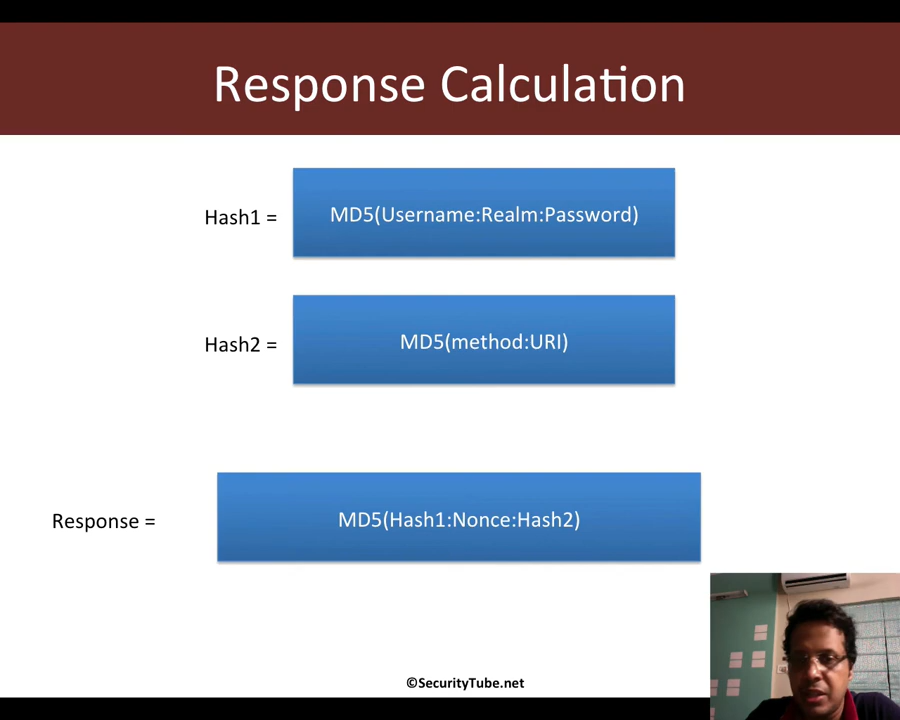 Response Calculation
Hash1 =
MD5(Username:Realm:Password)
Hash2 =
MD5(method:URI)
Response =
MD5(Hash1:Nonce:Hash2)
©SecurityTube.net